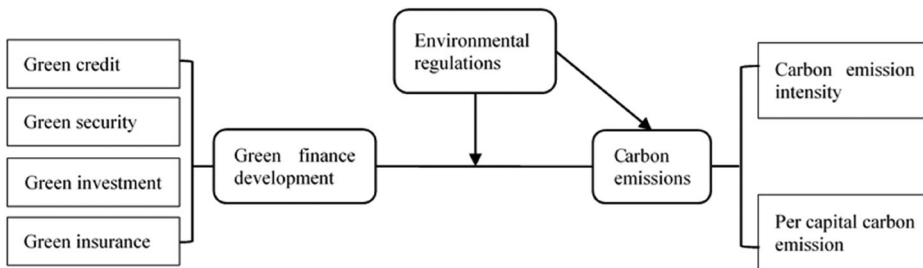 Green credit
Green security
Green investment
Green insurance
Green finance
development
Environmental
regulations
Carbon
emissions
Carbon emission
intensity
Per capital carbon
emission